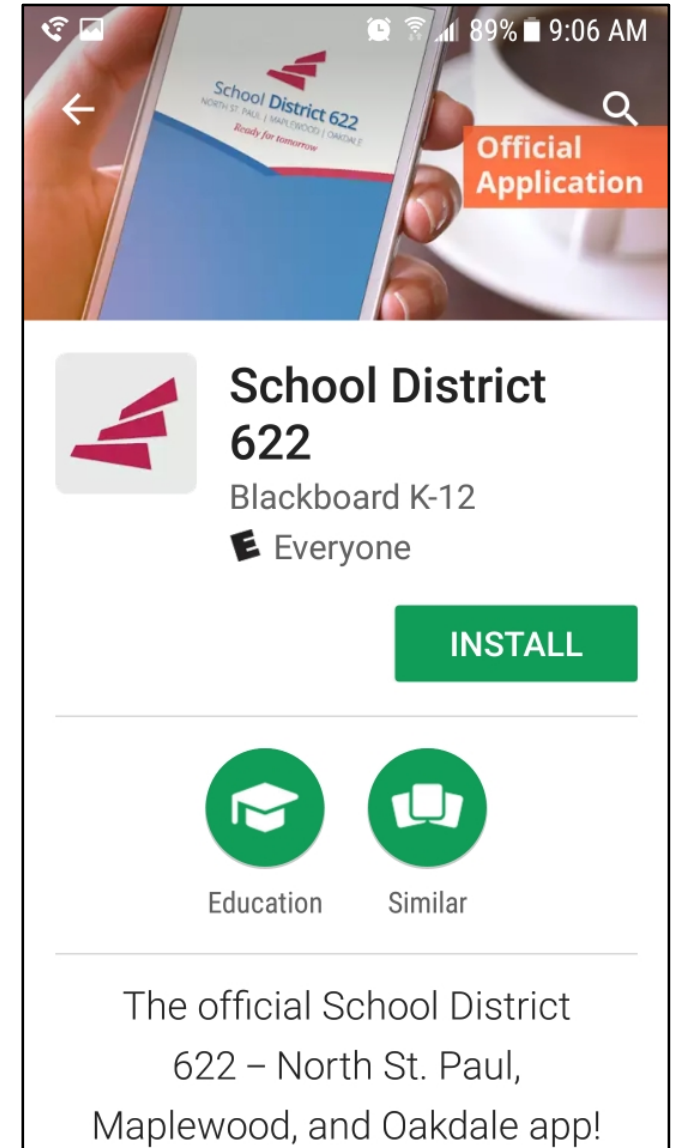 89% 9:06 AM
School District 622
NORTH ST. PAUL | MAPLEWOOD | OAKDALE
Ready for tomorrow
Official
Application
School District
622
Blackboard K-12
E Everyone
INSTALL
Education Similar
The official School District
622 – North St. Paul,
Maplewood, and Oakdale app!